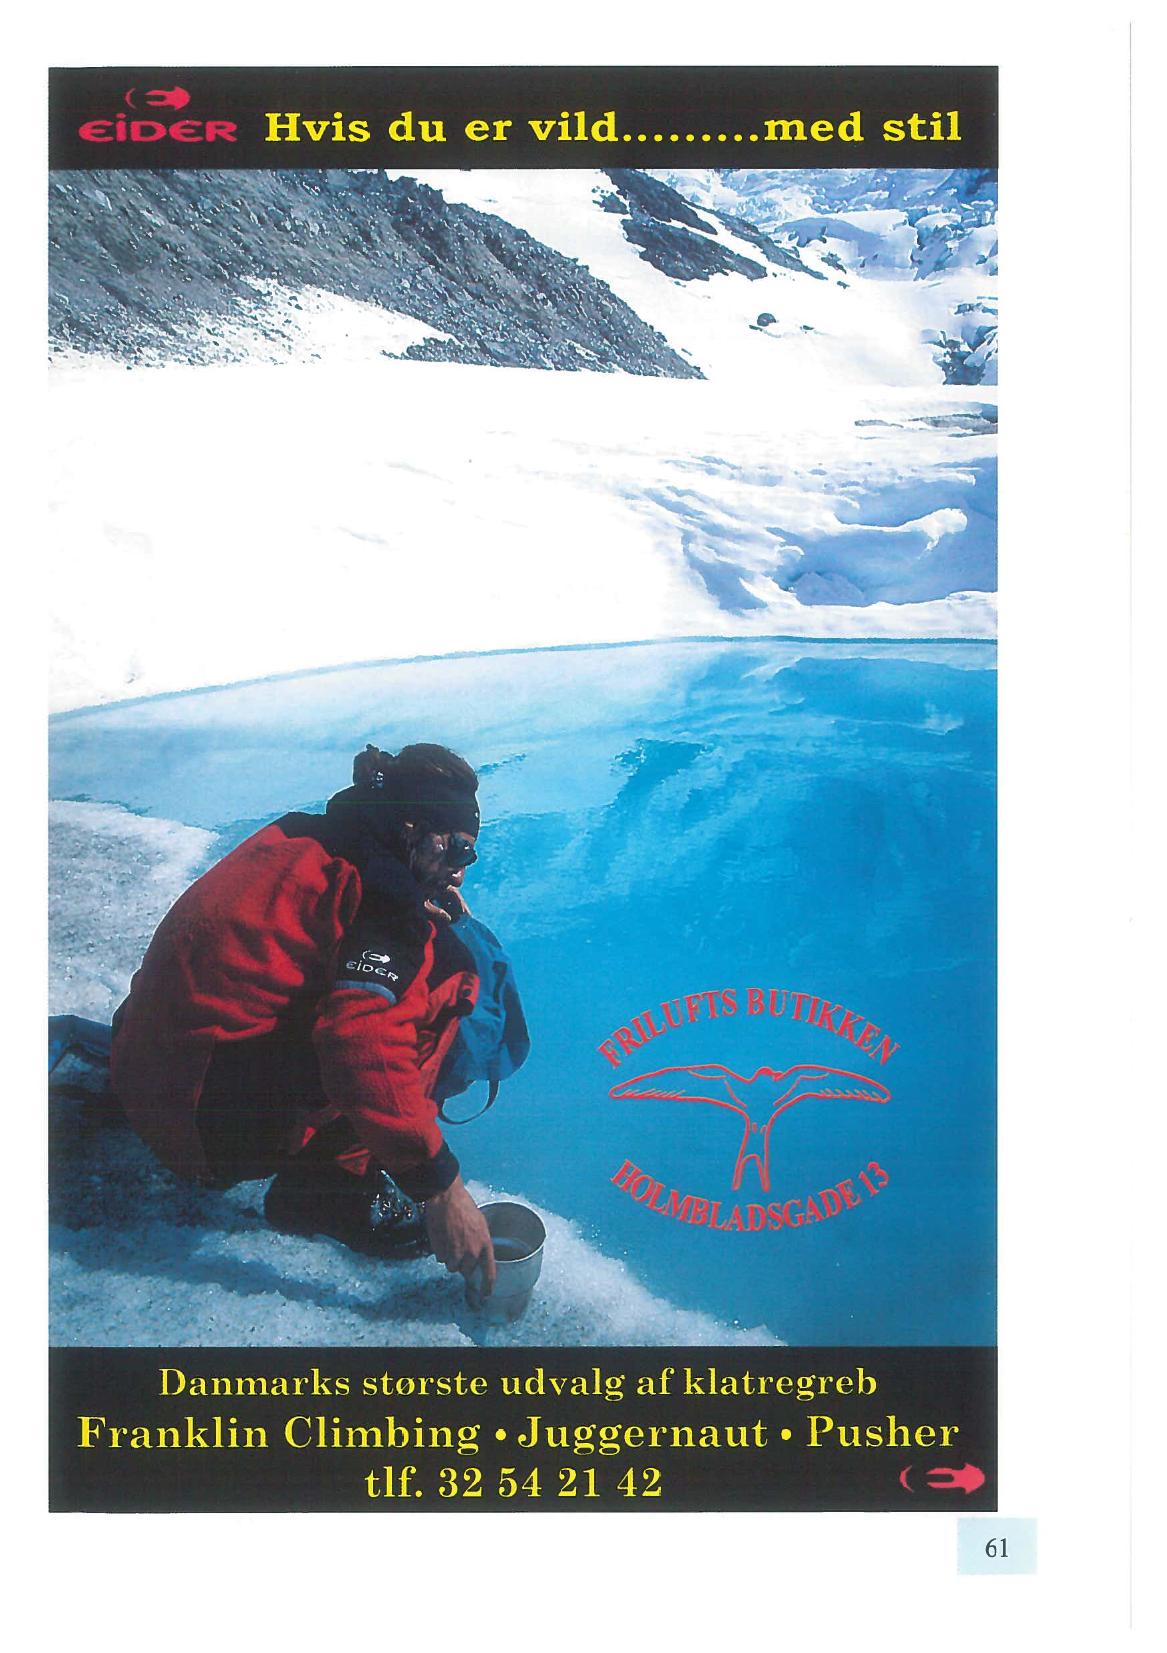 EiDER Hvis du er vild.........med stil
EiDER
FRILUFTS BUTIKKEN
HOLMBLADSGADE 13
Danmarks største udvalg af klatregreb
Franklin Climbing • Juggernaut • Pusher
tlf. 32 54 21 42
61